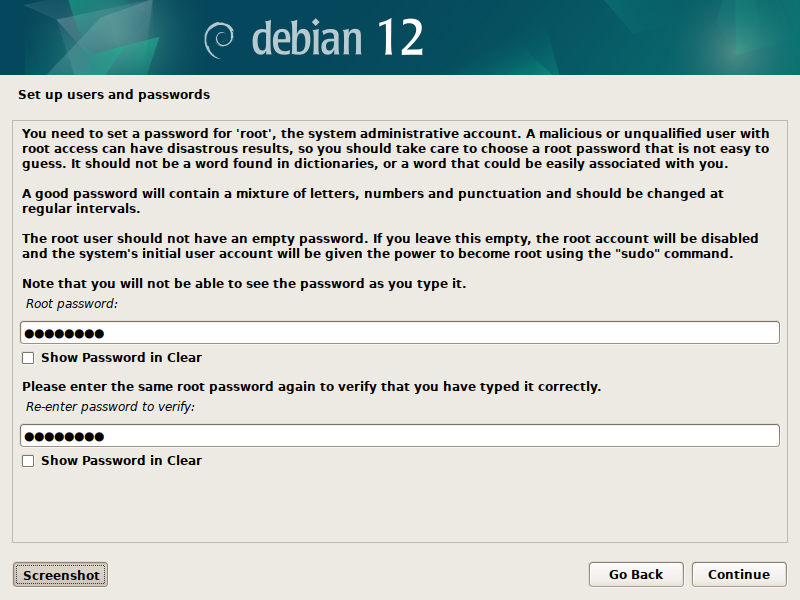 debian 12
Set up users and passwords
You need to set a password for 'root', the system administrative account. A malicious or unqualified user with
root access can have disastrous results, so you should take care to choose a root password that is not easy to
guess. It should not be a word found in dictionaries, or a word that could be easily associated with you.
A good password will contain a mixture of letters, numbers and punctuation and should be changed at
regular intervals.
The root user should not have an empty password. If you leave this empty, the root account will be disabled
and the system's initial user account will be given the power to become root using the "sudo" command.
Note that you will not be able to see the password as you type it.
Root password:
●●●●●●●●
Show Password in Clear
Please enter the same root password again to verify that you have typed it correctly.
Re-enter password to verify:
●●●●●●●●
Show Password in Clear
Screenshot
Go Back
Continue